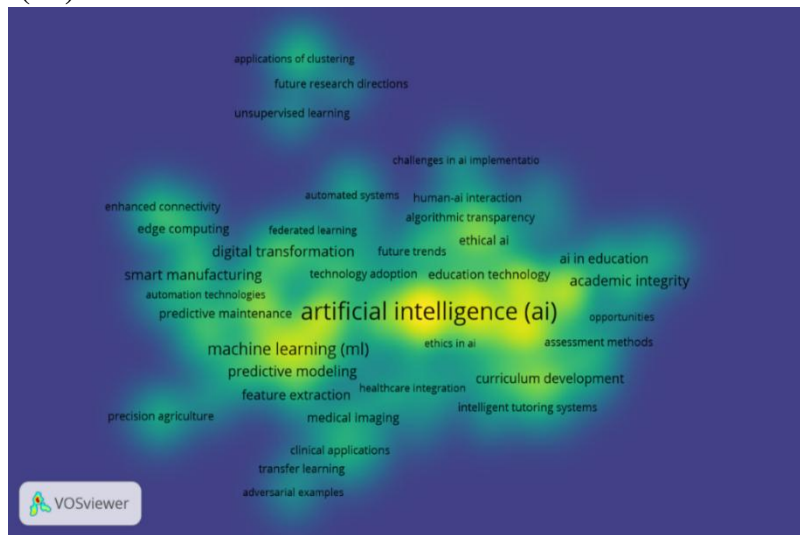 applications of clustering
future research directions
unsupervised learning
challenges in ai implementatio
automated systems
human-ai interaction
enhanced connectivity
algorithmic transparency
edge computing
federated learning
ethical ai
digital transformation
future trends
ai in education
smart manufacturing
technology adoption
education technology
academic integrity
automation technologies
predictive maintenance
artificial intelligence (ai)
opportunities
machine learning (ml)
ethics in ai
assessment methods
predictive modeling
curriculum development
healthcare integration
feature extraction
intelligent tutoring systems
precision agriculture
medical imaging
clinical applications
transfer learning
adversarial examples
VOSviewer